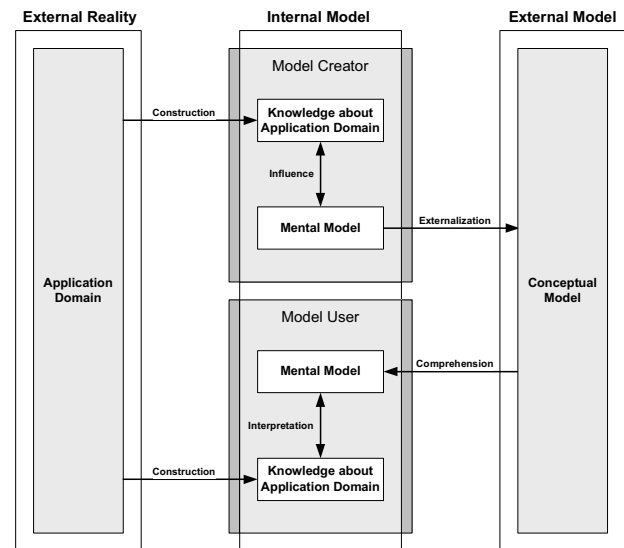 External Reality
Internal Model
External Model
Model Creator
Construction
Knowledge about
Application Domain
Influence
Mental Model
Externalization
Application
Domain
Conceptual
Model
Model User
Mental Model
Comprehension
Interpretation
Construction
Knowledge about
Application Domain